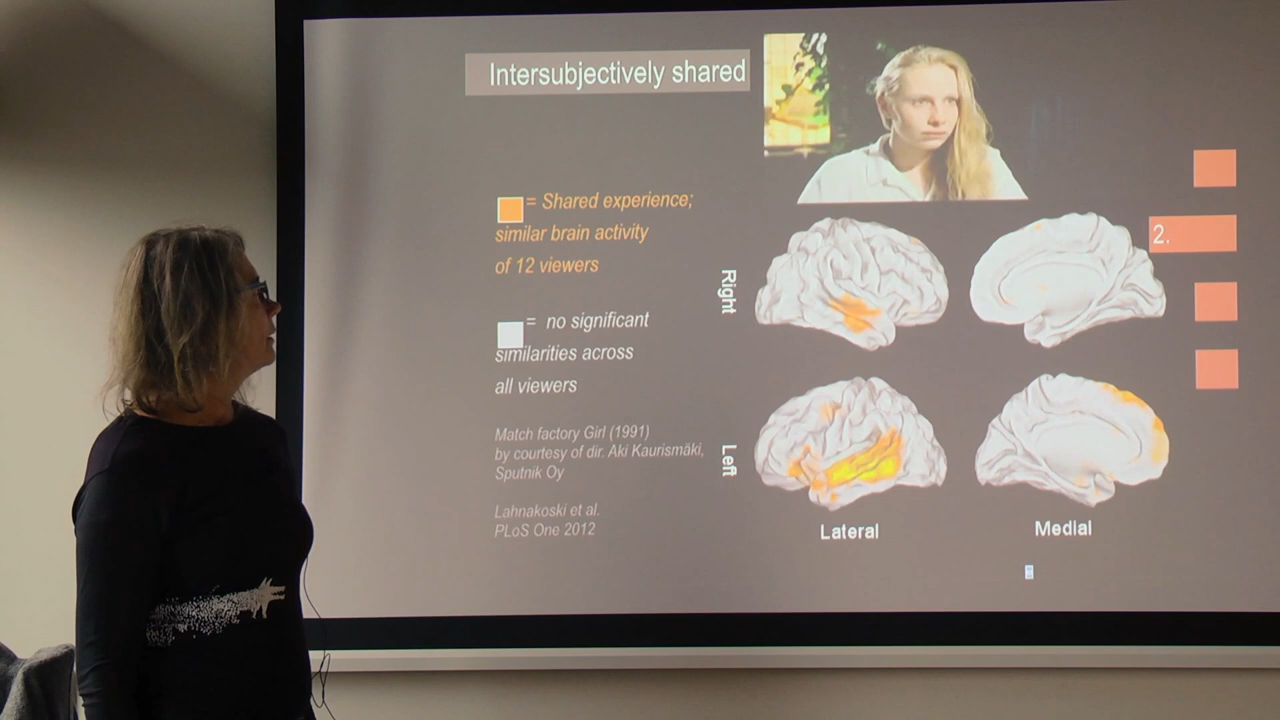 Intersubjectively shared
= Shared experience;
similar brain activity
of 12 viewers
= no significant
similarities across
all viewers
Match factory Girl (1991)
by courtesy of dir. Aki Kaurismäki,
Sputnik Oy
Lahnakoski et al.
PLoS One 2012
Right
Left
Lateral
Medial
2.